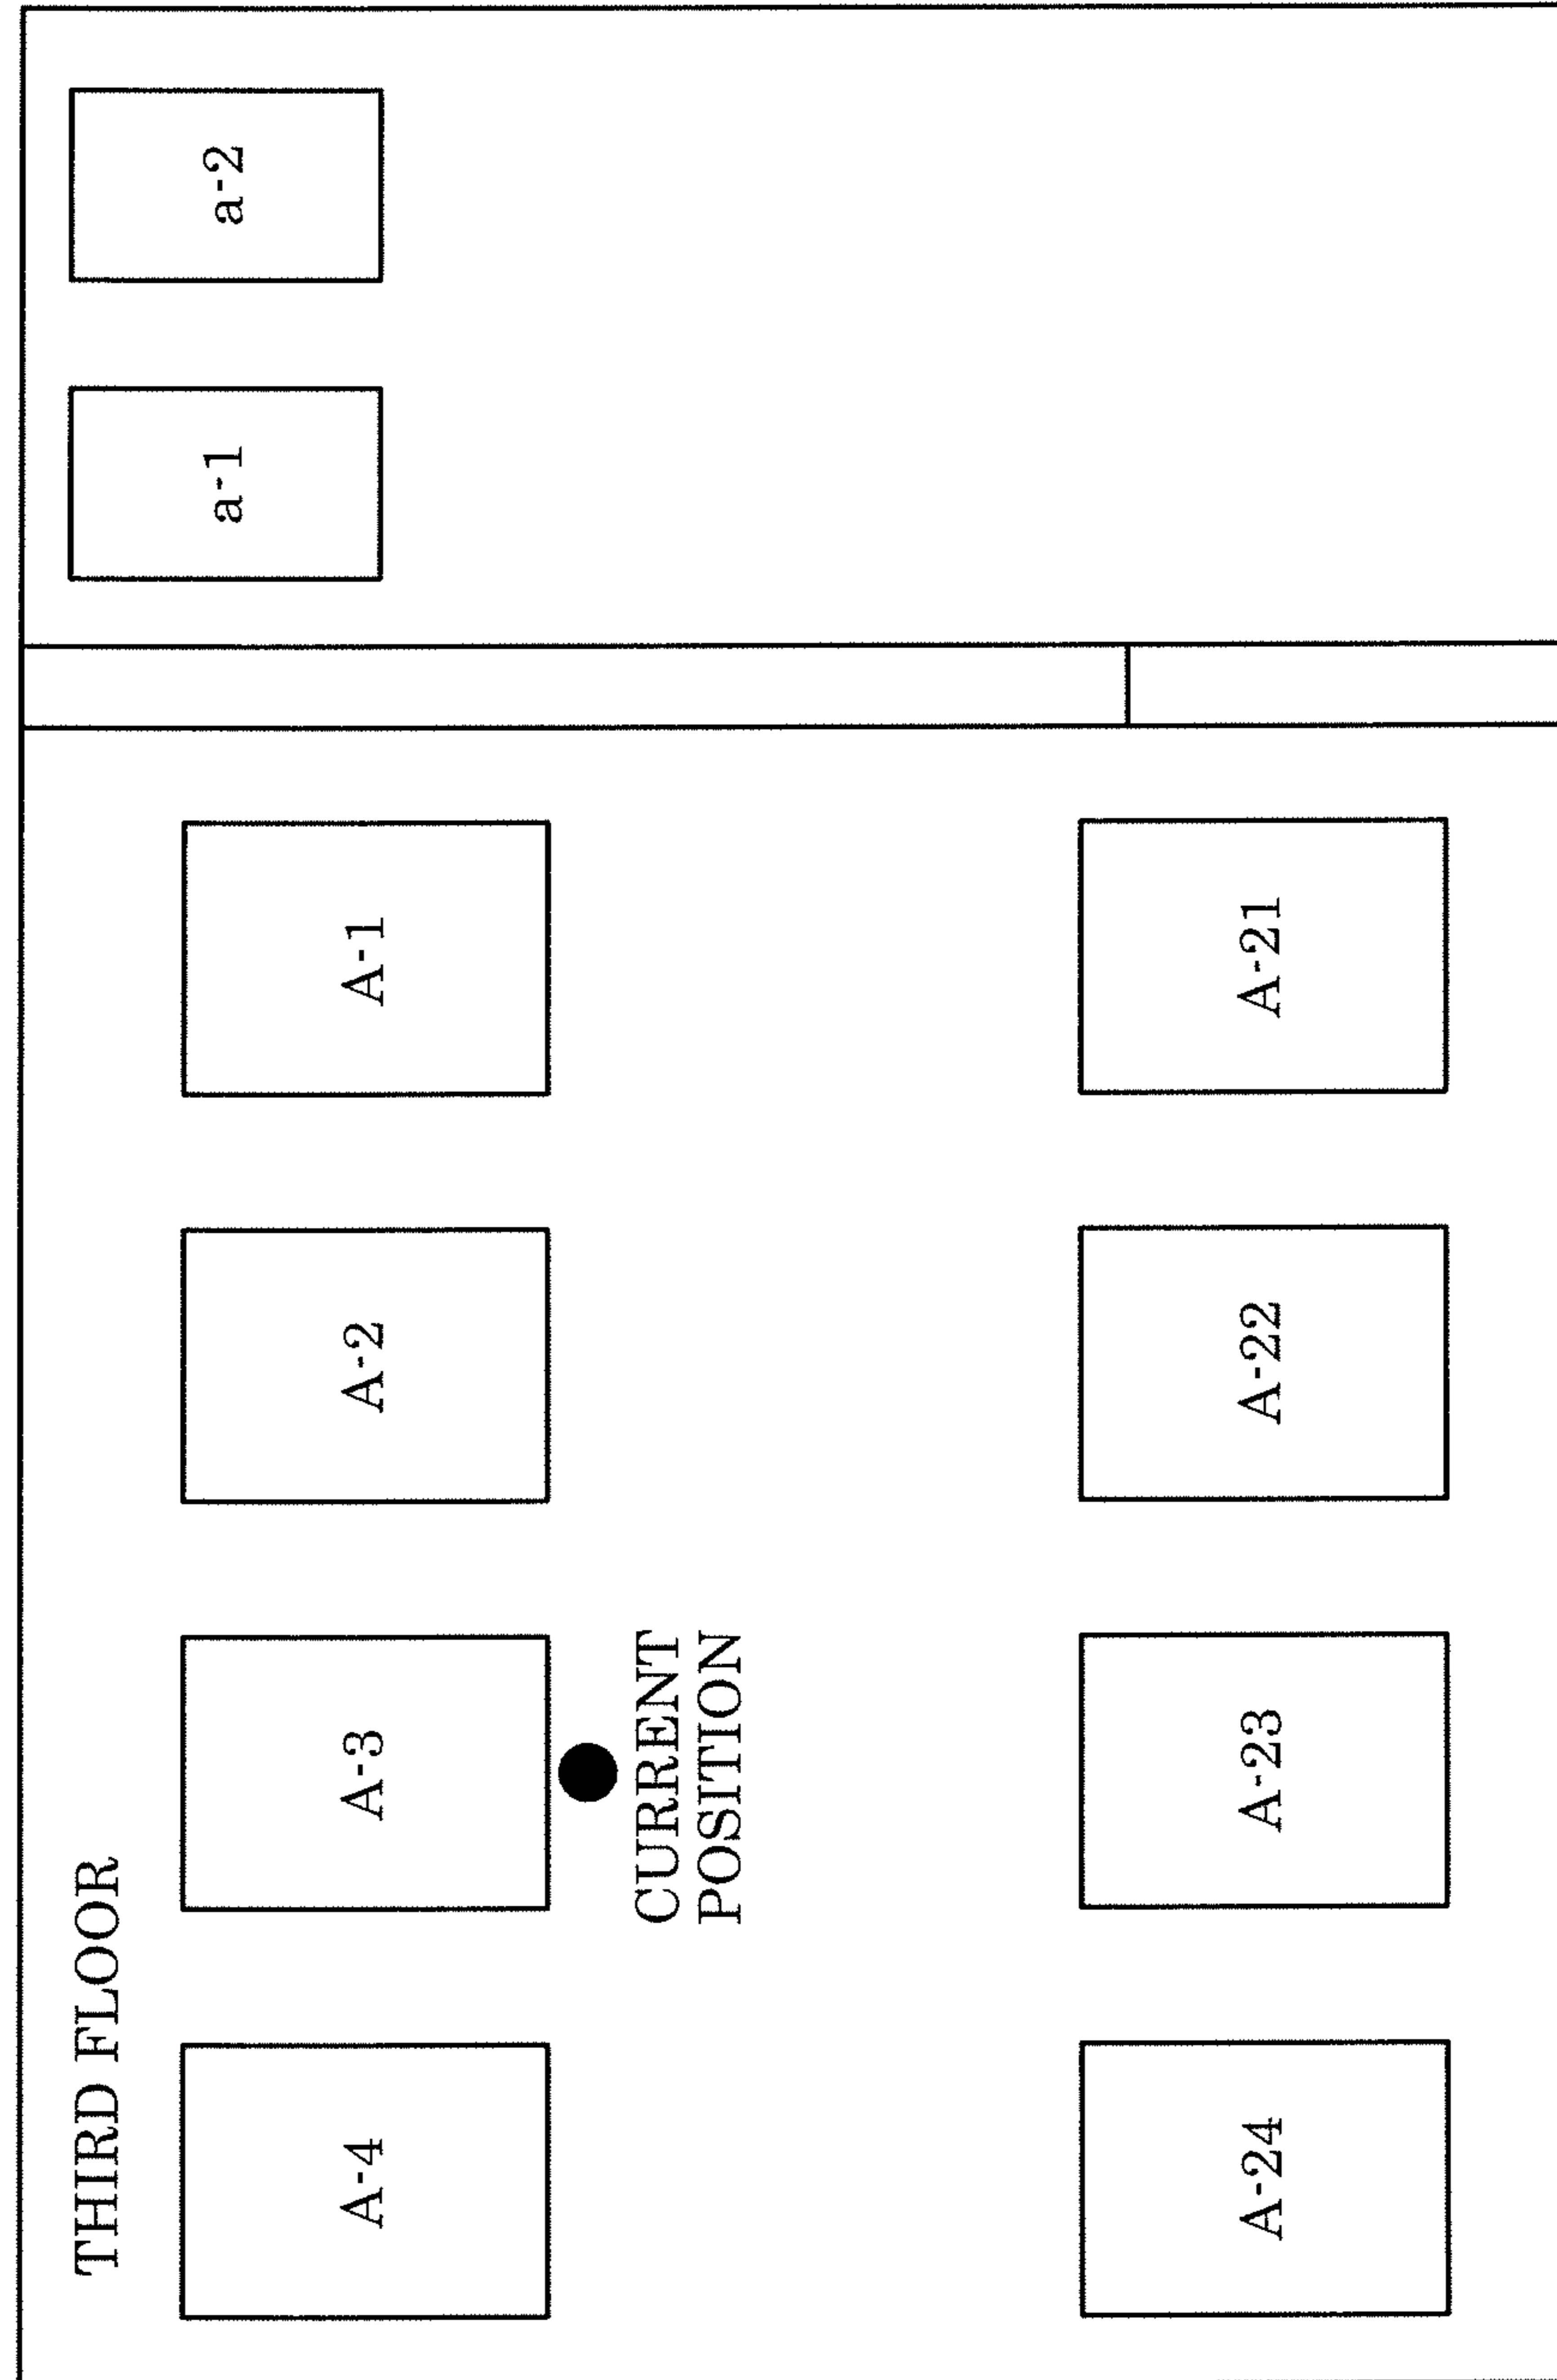 THIRD FLOOR
A-4
A-3
A-2
A-1
a-1
a-2
CURRENT
POSITION
A-24
A-23
A-22
A-21